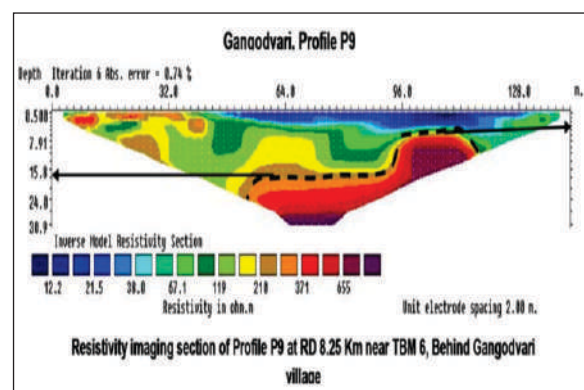 Gangodvari. Profile P9
Depth Iteration 6 Abs. error = 0.74 %
0.0 32.0 64.0 96.0 128.0 m.
0.500
7.91
15.8
24.0
30.9
Inverse Model Resistivity Section
12.2 21.5 38.0 67.1 119 210 371 655
Resistivity in ohm.m
Unit electrode spacing 2.00 m.
Resistivity imaging section of Profile P9 at RD 8.25 Km near TBM 6, Behind Gangodvari
village